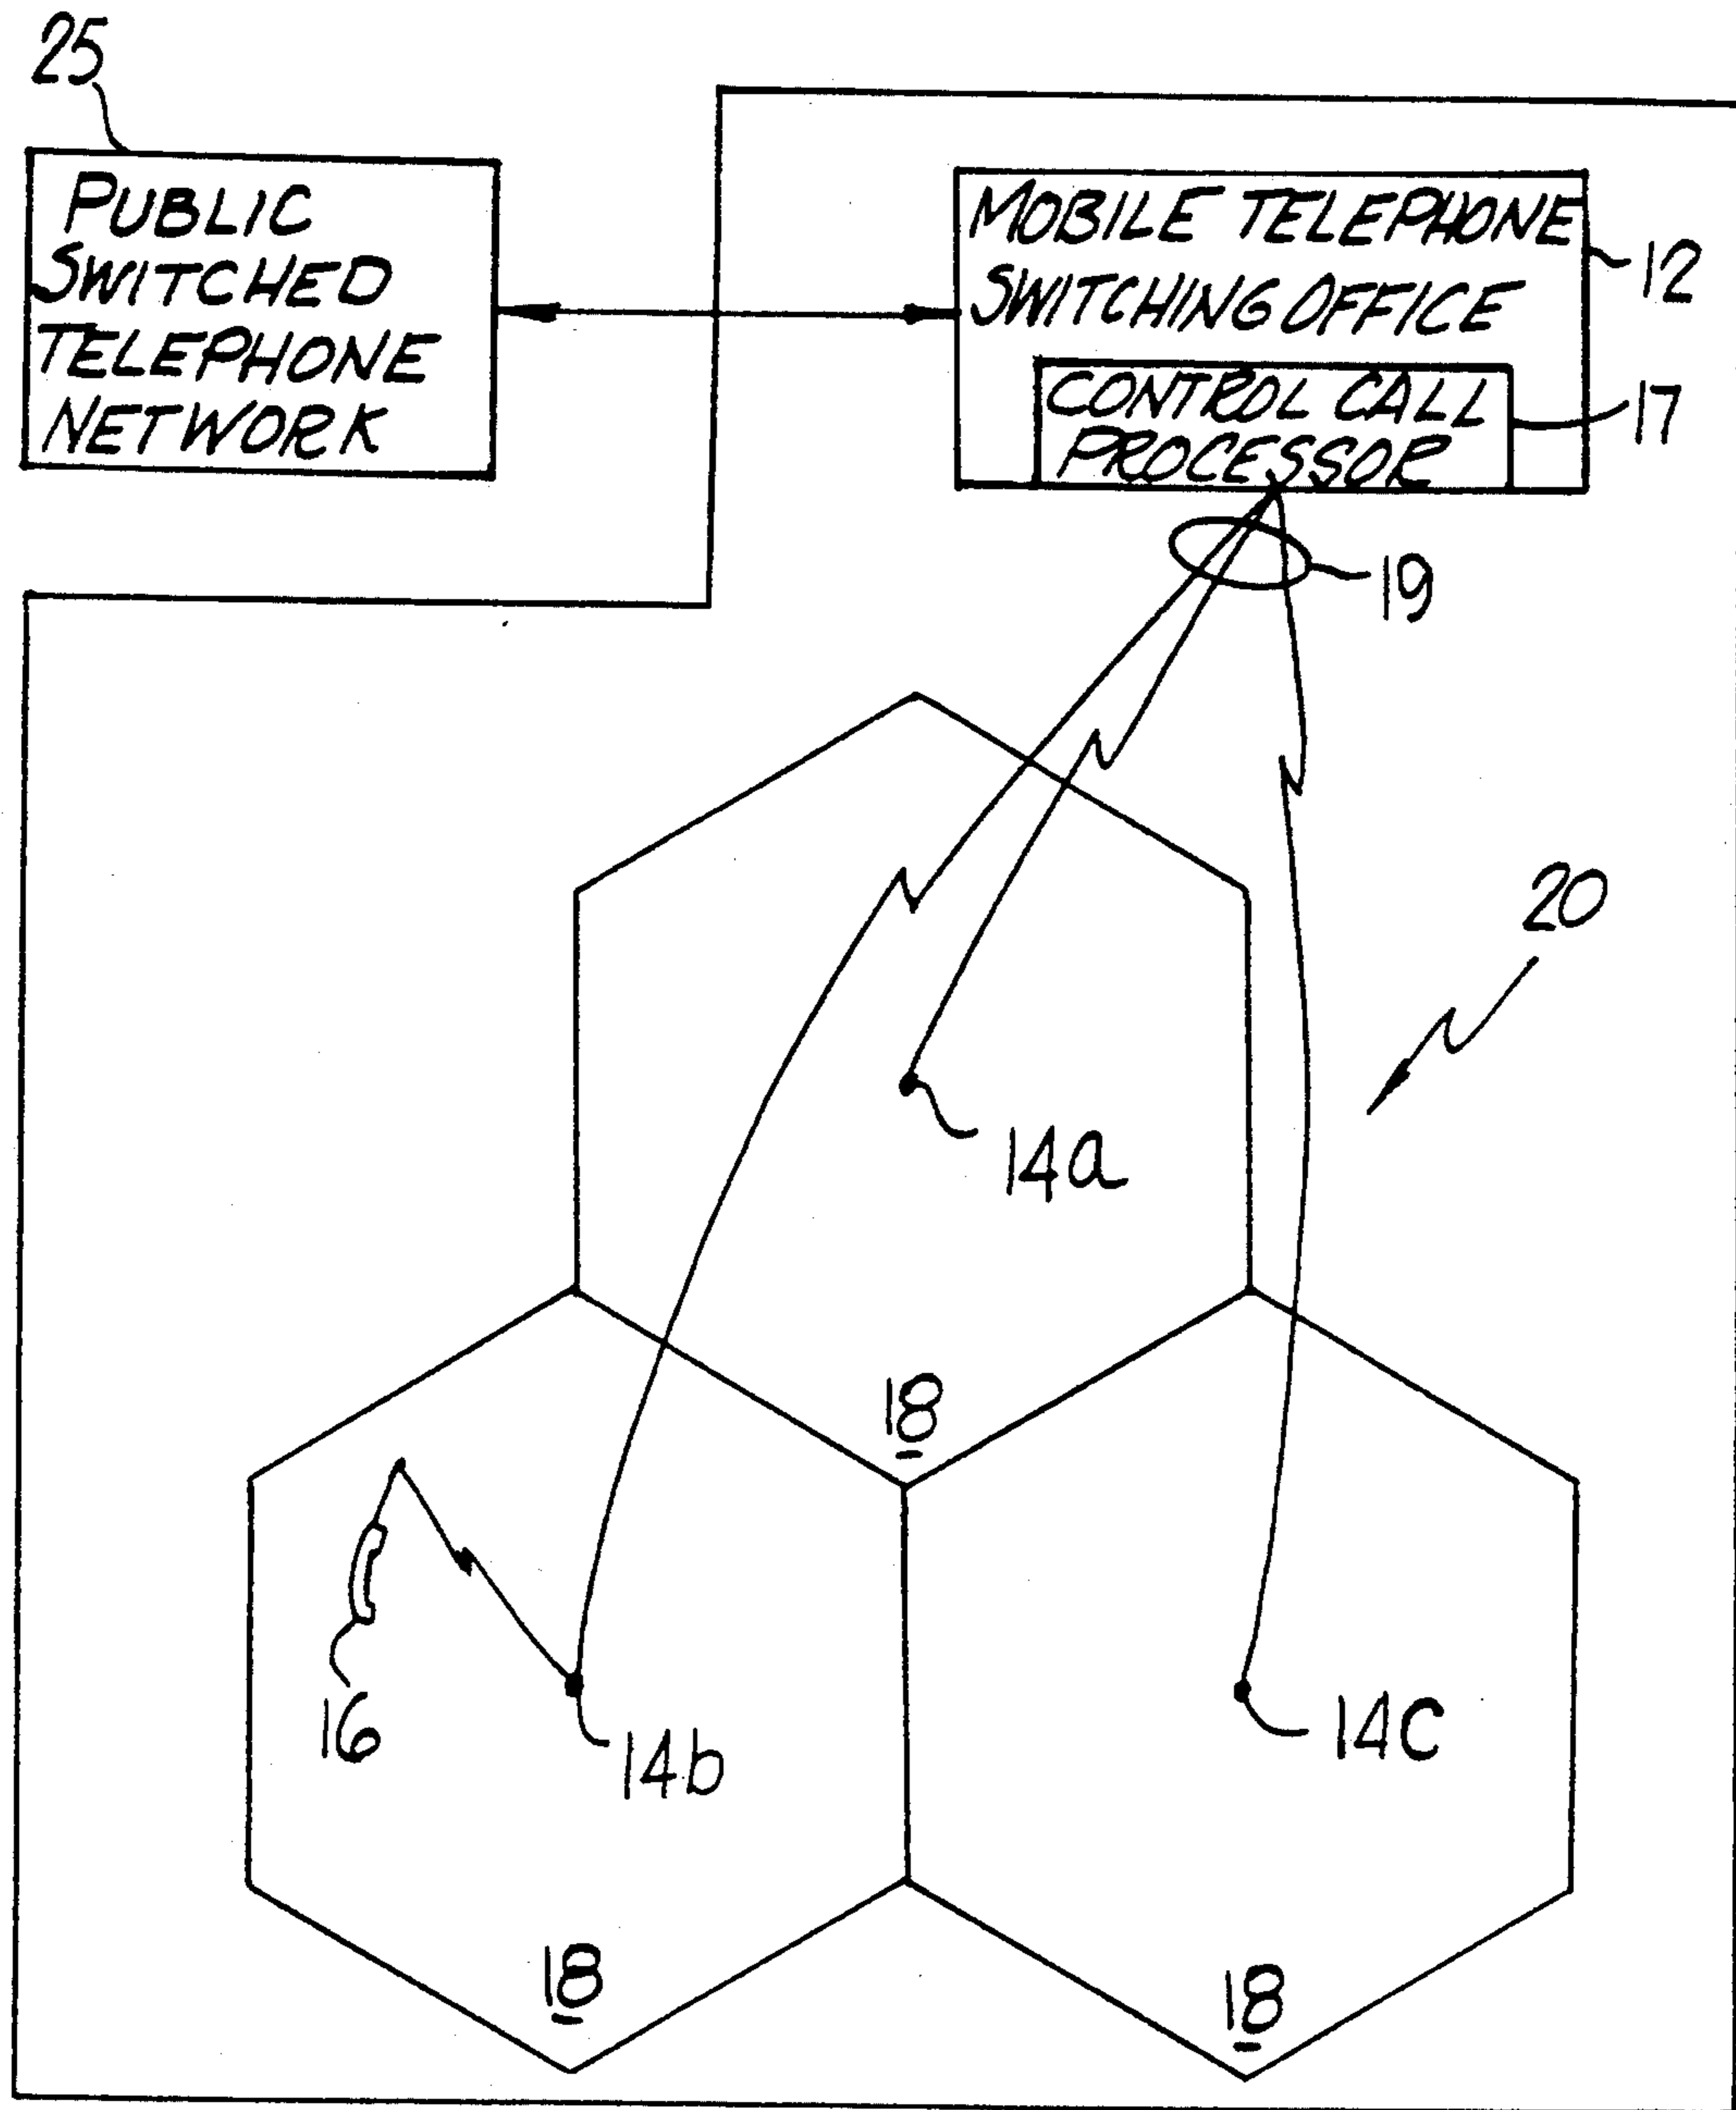 25
PUBLIC
SWITCHED
TELEPHONE
NETWORK
MOBILE TELEPHONE
SWITCHING OFFICE
12
CONTROL CALL
PROCESSOR
17
19
20
14a
18
16
14b
14c
18
18